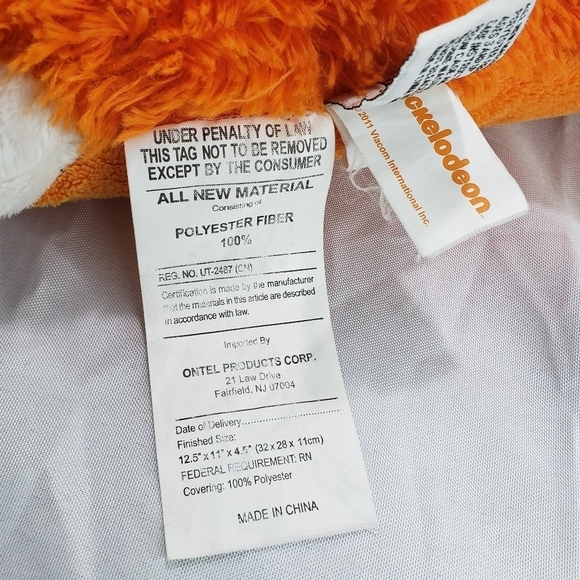 UNDER PENALTY OF LAW
THIS TAG NOT TO BE REMOVED
EXCEPT BY THE CONSUMER
ALL NEW MATERIAL
Consisting of
POLYESTER FIBER
100%
REG. NO. UT-2487 (CN)
Certification is made by the manufacturer
that the materials in this article are described
in accordance with law.
Imported By
ONTEL PRODUCTS CORP.
21 Law Drive
Fairfield, NJ 07004
Date of Delivery
Finished Size:
12.5" x 11" x 4.5" (32 x 28 x 11cm)
FEDERAL REQUIREMENT: RN
Covering: 100% Polyester
MADE IN CHINA
ickelodeon™
2011 Viacom International Inc.